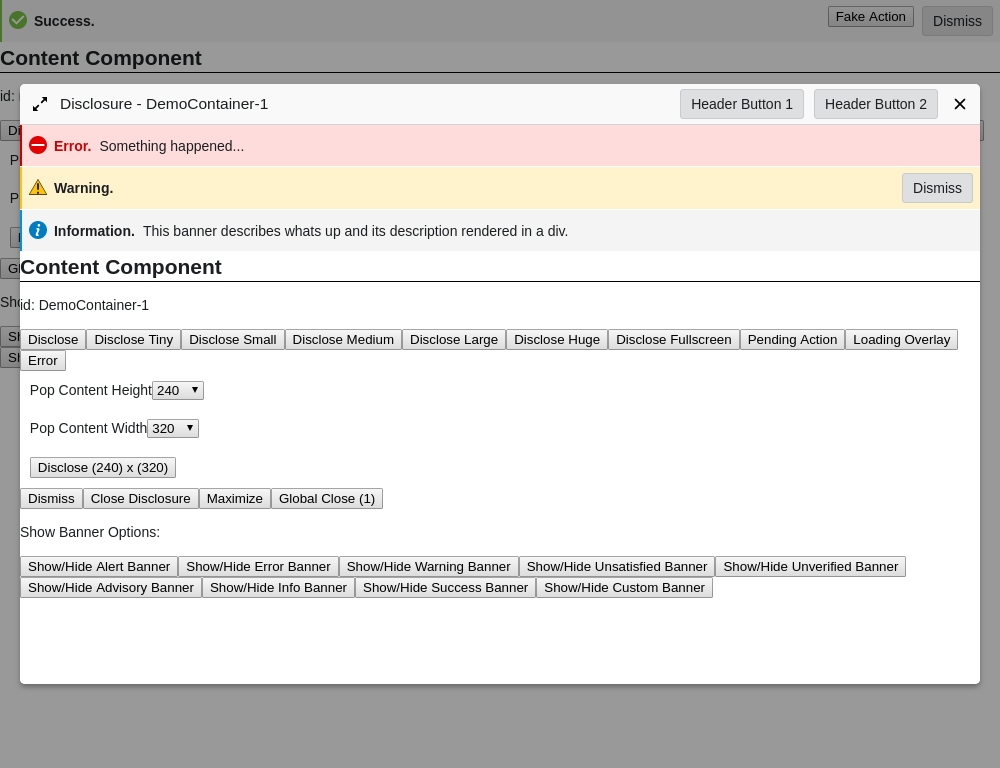 Success. Fake Action Dismiss
Content Component
id:
Disclosure - DemoContainer-1 Header Button 1 Header Button 2
Error. Something happened...
Warning. Dismiss
Information. This banner describes whats up and its description rendered in a div.
Content Component
id: DemoContainer-1
Disclose Disclose Tiny Disclose Small Disclose Medium Disclose Large Disclose Huge Disclose Fullscreen Pending Action Loading Overlay
Error
Pop Content Height 240
Pop Content Width 320
Disclose (240) x (320)
Dismiss Close Disclosure Maximize Global Close (1)
Show Banner Options:
Show/Hide Alert Banner Show/Hide Error Banner Show/Hide Warning Banner Show/Hide Unsatisfied Banner Show/Hide Unverified Banner
Show/Hide Advisory Banner Show/Hide Info Banner Show/Hide Success Banner Show/Hide Custom Banner